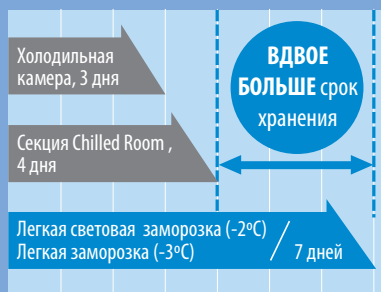 Холодильная
камера, 3 дня
ВДВОЕ
БОЛЬШЕ срок
хранения
Секция Chilled Room ,
4 дня
Легкая световая заморозка (-2ºC)
Легкая заморозка (-3ºC) / 7 дней